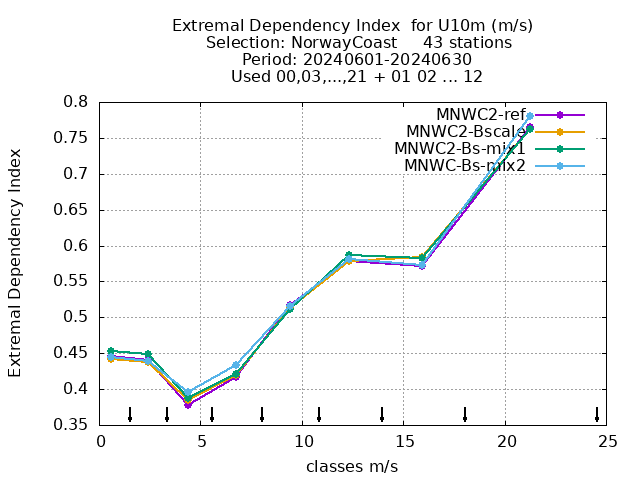 Extremal Dependency Index  for U10m (m/s)
Selection: NorwayCoast     43 stations
Period: 20240601-20240630
Used 00,03,...,21 + 01 02 ... 12
Extremal Dependency Index
0.8
0.75
0.7
0.65
0.6
0.55
0.5
0.45
0.4
0.35
MNWC2-ref
MNWC2-Bscale
MNWC2-Bs-mix1
MNWC-Bs-mix2
0 5 10 15 20 25
classes m/s